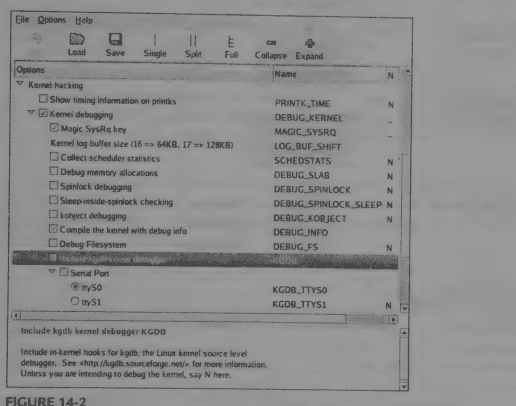 File Options Help
Load Save Single Split Full Collapse Expand
Options Name N
Kernel hacking
Show timing information on printks PRINTK_TIME N
Kernel debugging DEBUG_KERNEL _
Magic SysRq key MAGIC_SYSRQ _
Kernel log buffer size (16 => 64KB, 17 => 128KB) LOG_BUF_SHIFT
Collect scheduler statistics SCHEDSTATS N
Debug memory allocations DEBUG_SLAB N
Spinlock debugging DEBUG_SPINLOCK N
Sleep-inside-spinlock checking DEBUG_SPINLOCK_SLEEP N
kobject debugging DEBUG_KOBJECT N
Compile the kernel with debug info DEBUG_INFO
Debug Filesystem DEBUG_FS N
Include kgdb kernel debugger KGDB
Serial Port
ttyS0 KGDB_TTYS0
ttyS1 KGDB_TTYS1 N
Include kgdb kernel debugger KGDB
Include in-kernel hooks for kgdb, the Linux kernel source level
debugger. See <http://kgdb.sourceforge.net/> for more information.
Unless you are intending to debug the kernel, say N here.
FIGURE 14-2